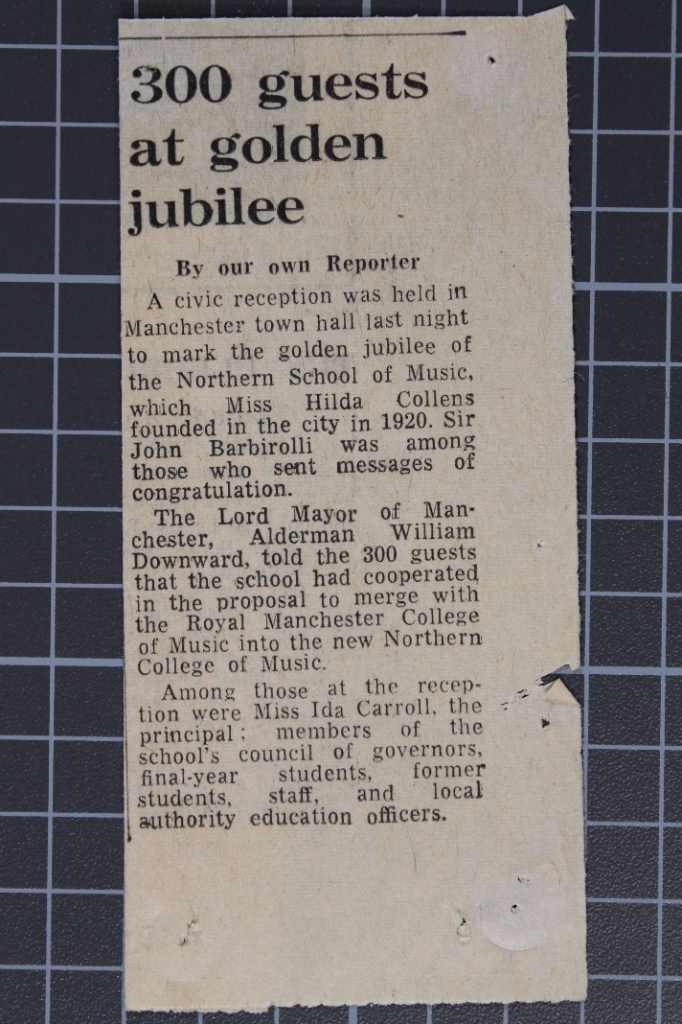 300 guests
at golden
jubilee
By our own Reporter
A civic reception was held in
Manchester town hall last night
to mark the golden jubilee of
the Northern School of Music,
which Miss Hilda Collens
founded in the city in 1920. Sir
John Barbirolli was among
those who sent messages of
congratulation.
The Lord Mayor of Man-
chester, Alderman William
Downward, told the 300 guests
that the school had cooperated
in the proposal to merge with
the Royal Manchester College
of Music into the new Northern
College of Music.
Among those at the recep-
tion were Miss Ida Carroll, the
principal; members of the
school's council of governors,
final-year students, former
students, staff, and local
authority education officers.